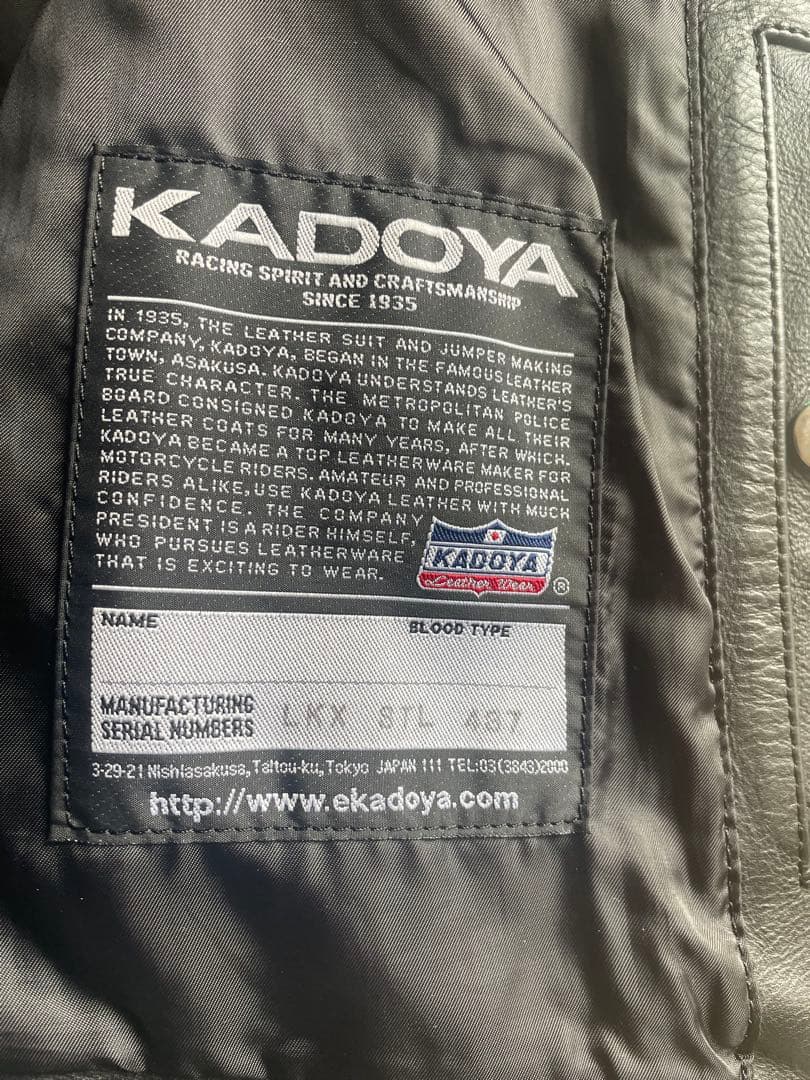 KADOYA
RACING SPIRIT AND CRAFTSMANSHIP
SINCE 1935
IN 1935, THE LEATHER SUIT AND JUMPER MAKING
COMPANY, KADOYA, BEGAN IN THE FAMOUS LEATHER
TOWN, ASAKUSA. KADOYA UNDERSTANDS LEATHER'S
TRUE CHARACTER. THE METROPOLITAN POLICE
BOARD CONSIGNED KADOYA TO MAKE ALL THEIR
LEATHER COATS FOR MANY YEARS, AFTER WHICH.
KADOYA BECAME A TOP LEATHERWARE MAKER FOR
MOTORCYCLE RIDERS. AMATEUR AND PROFESSIONAL
RIDERS ALIKE, USE KADOYA LEATHER WITH MUCH
CONFIDENCE. THE COMPANY
PRESIDENT IS A RIDER HIMSELF,
WHO PURSUES LEATHERWARE
THAT IS EXCITING TO WEAR.
KADOYA
Leather Wear ®
NAME BLOOD TYPE
MANUFACTURING
SERIAL NUMBERS LKX STL 487
3-29-21 Nishiasakusa, Taitou-ku, Tokyo JAPAN 111 TEL:03(3843)2000
http://www.ekadoya.com